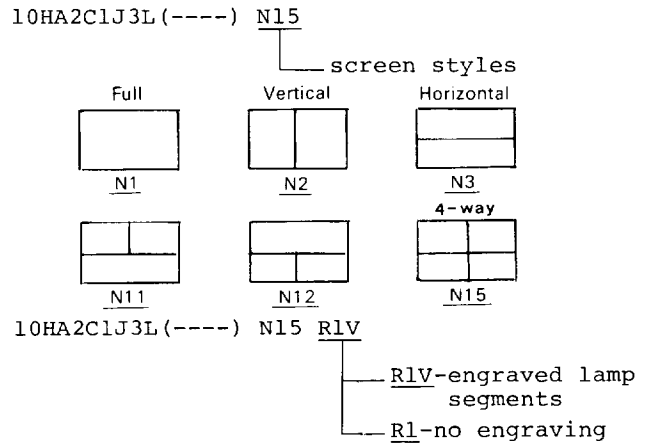 10HA2C1J3L(----) N15
screen styles
Full Vertical Horizontal
N1 N2 N3
4-way
N11 N12 N15
10HA2C1J3L(----) N15 R1V
R1V-engraved lamp
segments
R1-no engraving